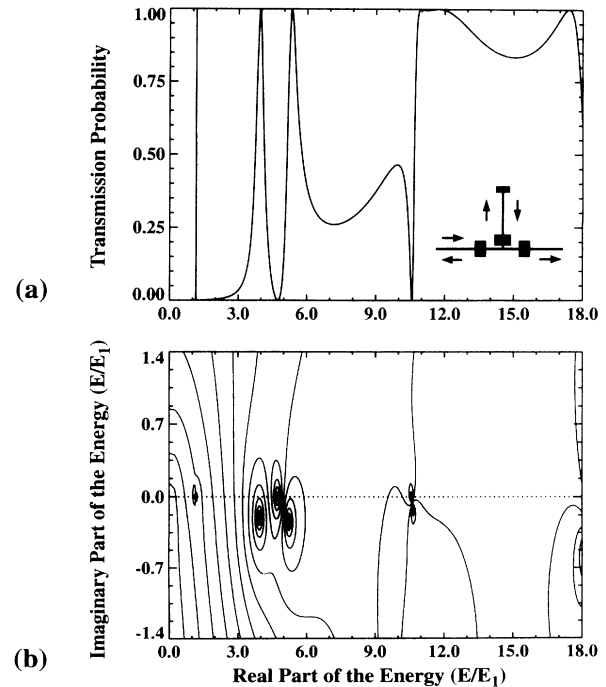 1.00
0.75
0.50
0.25
0.00
Transmission Probability
(a)
0.0 3.0 6.0 9.0 12.0 15.0 18.0
1.4
0.7
0.0
-0.7
-1.4
Imaginary Part of the Energy (E/E1)
(b)
0.0 3.0 6.0 9.0 12.0 15.0 18.0
Real Part of the Energy (E/E1)